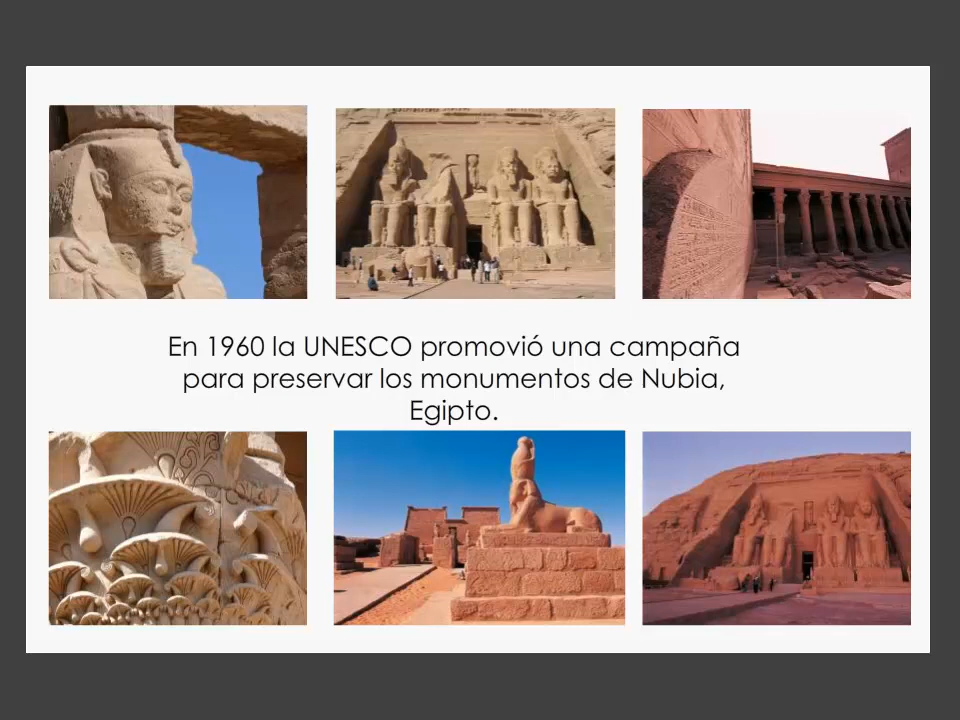 En 1960 la UNESCO promovió una campaña
para preservar los monumentos de Nubia,
Egipto.